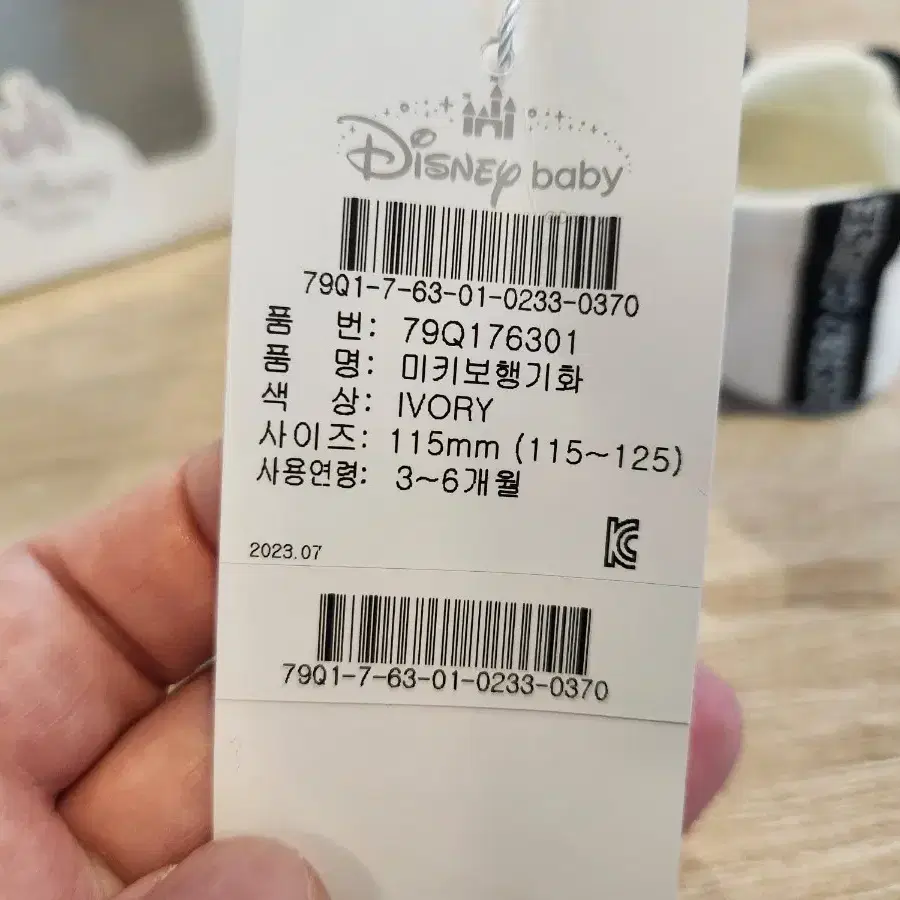 Disney baby
79Q1-7-63-01-0233-0370
품 번: 79Q176301
품 명: 미키보행기화
색 상: IVORY
사이즈: 115mm (115~125)
사용연령: 3~6개월
2023.07
KC
79Q1-7-63-01-0233-0370